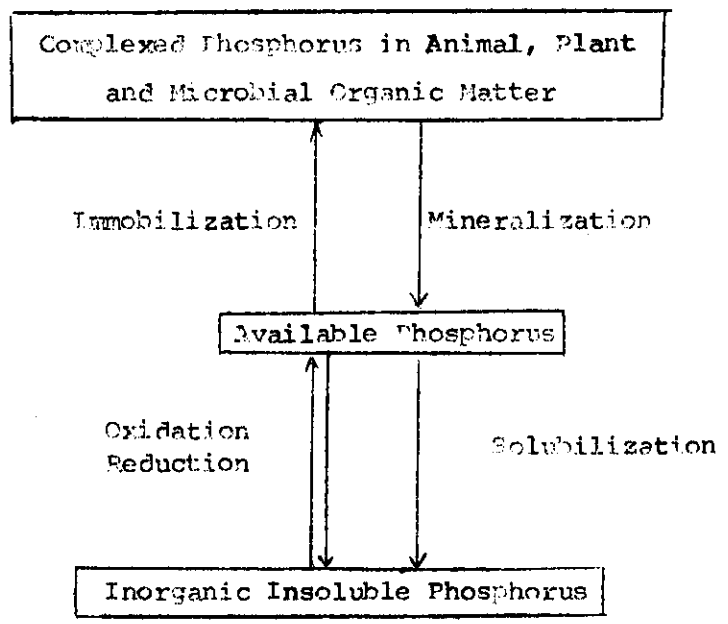 Complexed Phosphorus in Animal, Plant
and Microbial Organic Matter
Immobilization
Mineralization
Available Phosphorus
Oxidation
Reduction
Solubilization
Inorganic Insoluble Phosphorus